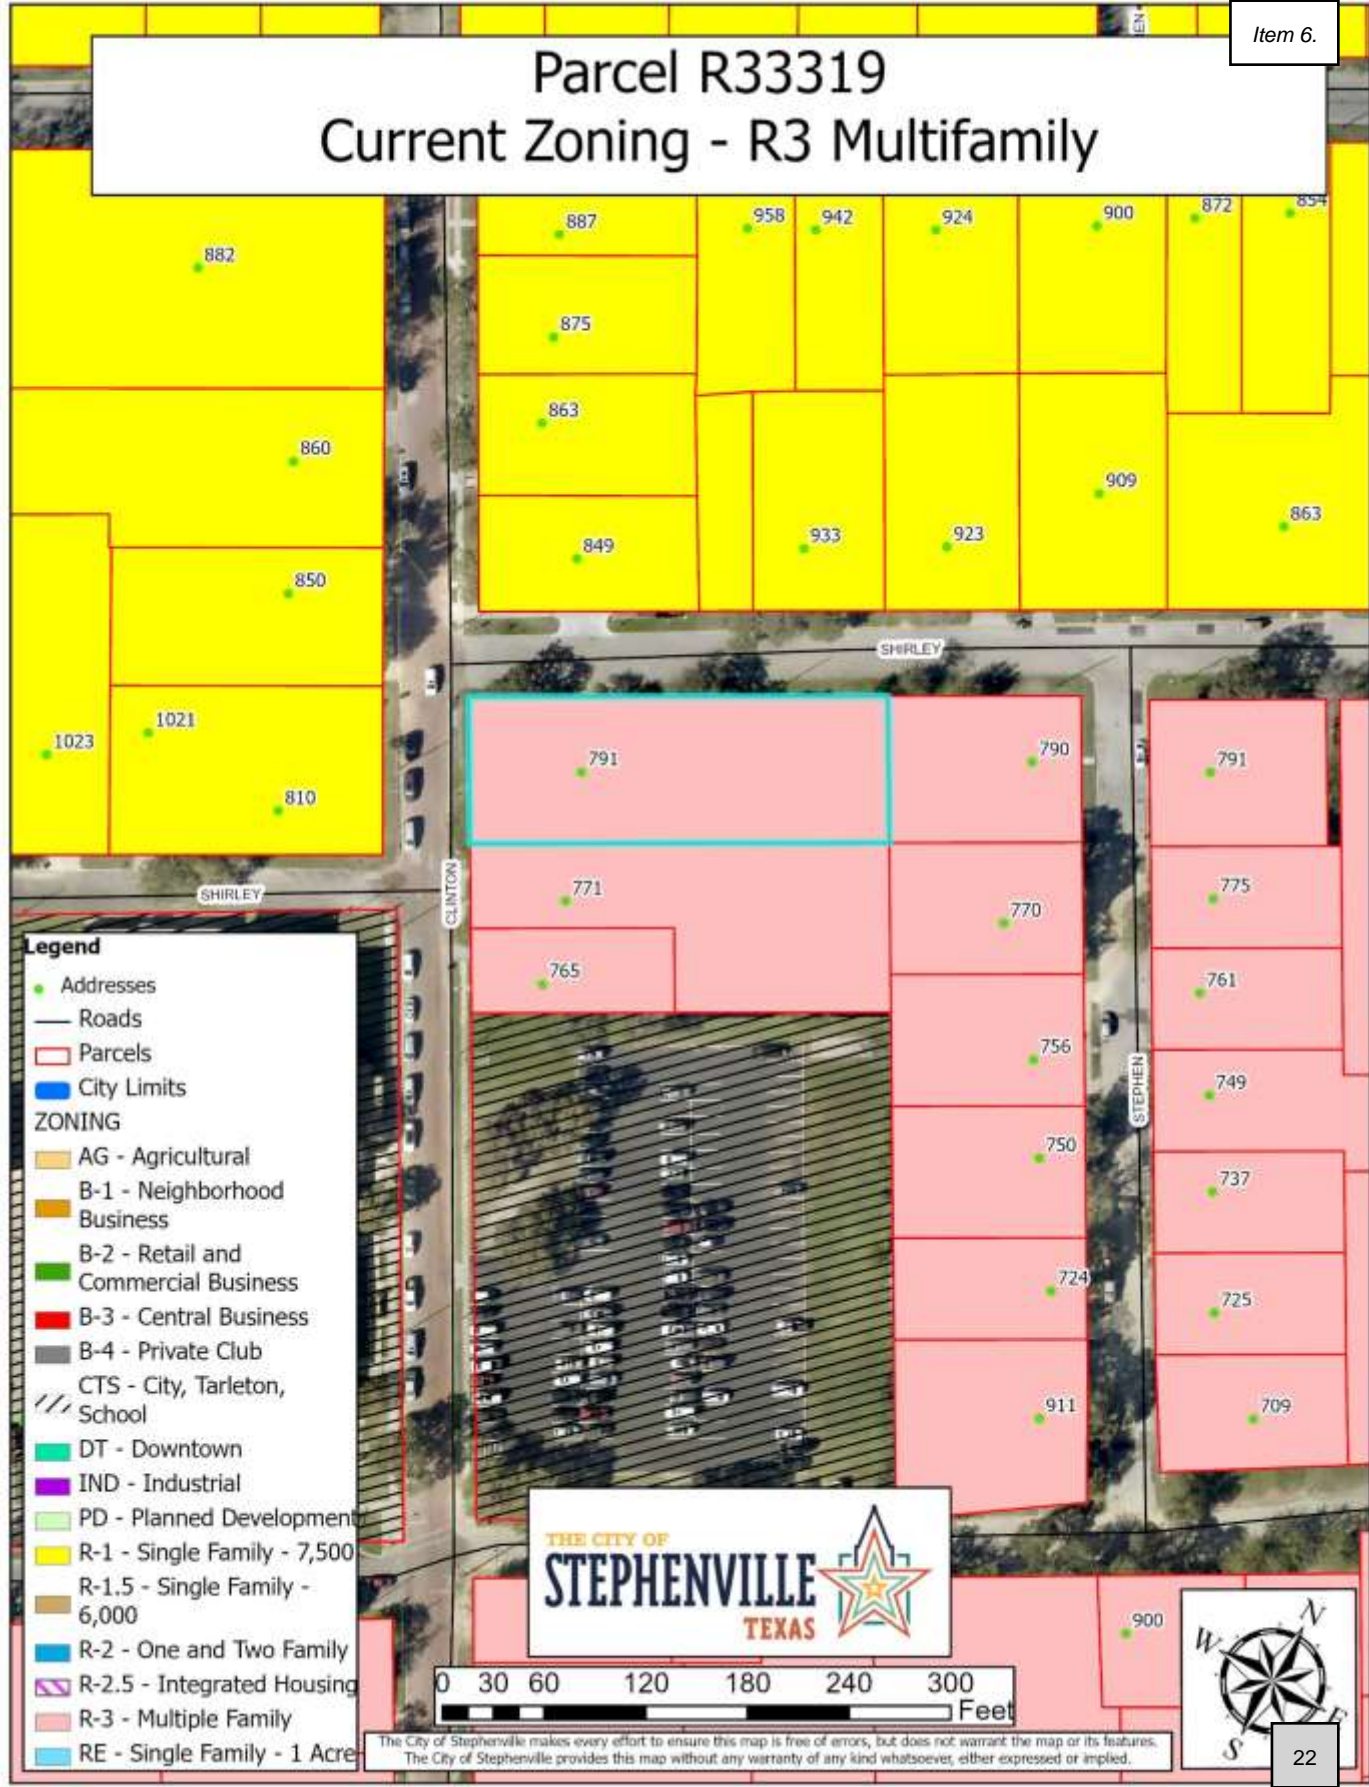 EN
Item 6.
Parcel R33319
Current Zoning - R3 Multifamily
882
887
958
942
924
900
872
854
875
863
860
909
863
849
933
923
850
SHIRLEY
1023
1021
810
791
790
791
SHIRLEY
CLINTON
771
770
775
765
761
756
STEPHEN
749
750
737
724
725
911
709
900
Legend
Addresses
Roads
Parcels
City Limits
ZONING
AG - Agricultural
B-1 - Neighborhood
Business
B-2 - Retail and
Commercial Business
B-3 - Central Business
B-4 - Private Club
CTS - City, Tarleton,
School
DT - Downtown
IND - Industrial
PD - Planned Development
R-1 - Single Family - 7,500
R-1.5 - Single Family -
6,000
R-2 - One and Two Family
R-2.5 - Integrated Housing
R-3 - Multiple Family
RE - Single Family - 1 Acre
THE CITY OF
STEPHENVILLE
TEXAS
0 30 60 120 180 240 300
Feet
The City of Stephenville makes every effort to ensure this map is free of errors, but does not warrant the map or its features.
The City of Stephenville provides this map without any warranty of any kind whatsoever, either expressed or implied.
N
W
E
S
22